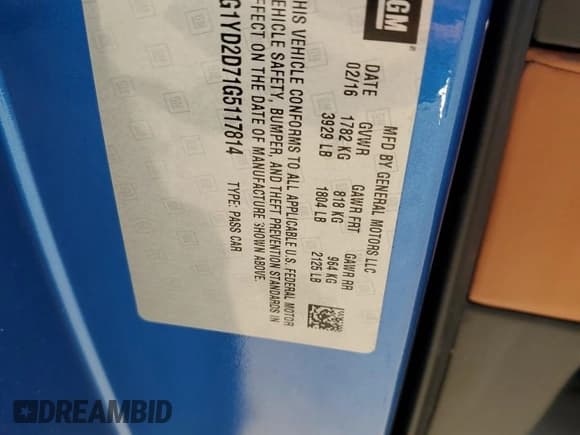 GM
MFD BY GENERAL MOTORS LLC
DATE GVWR GAWR FRT GAWR RR
02/16 1782 KG 818 KG 964 KG
3929 LB 1804 LB 2125 LB
THIS VEHICLE CONFORMS TO ALL APPLICABLE U.S. FEDERAL MOTOR
VEHICLE SAFETY, BUMPER, AND THEFT PREVENTION STANDARDS IN
EFFECT ON THE DATE OF MANUFACTURE SHOWN ABOVE.
G1YD2D71G5117814 TYPE: PASS CAR
DREAMBID